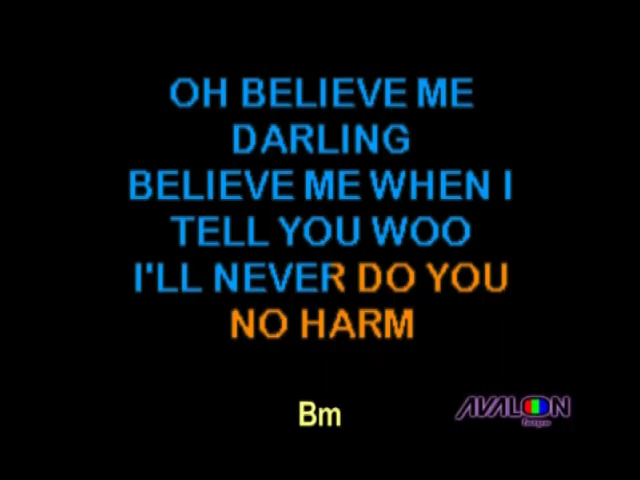 OH BELIEVE ME
DARLING
BELIEVE ME WHEN I
TELL YOU WOO
I'LL NEVER DO YOU
NO HARM
Bm
AVALON